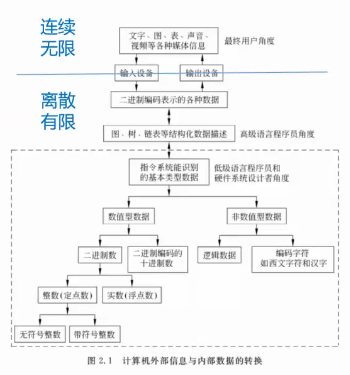 连续
无限
文字、图、表、声音、
视频等各种媒体信息
最终用户角度
输入设备
输出设备
离散
有限
二进制编码表示的各种数据
图、树、链表等结构化数据描述
高级语言程序员角度
指令系统能识别
的基本类型数据
低级语言程序员和
硬件系统设计者角度
数值型数据
非数值型数据
二进制数
二进制编码的
十进制数
逻辑数据
编码字符
如西文字符和汉字
整数(定点数)
实数(浮点数)
无符号整数
带符号整数
图 2.1 计算机外部信息与内部数据的转换